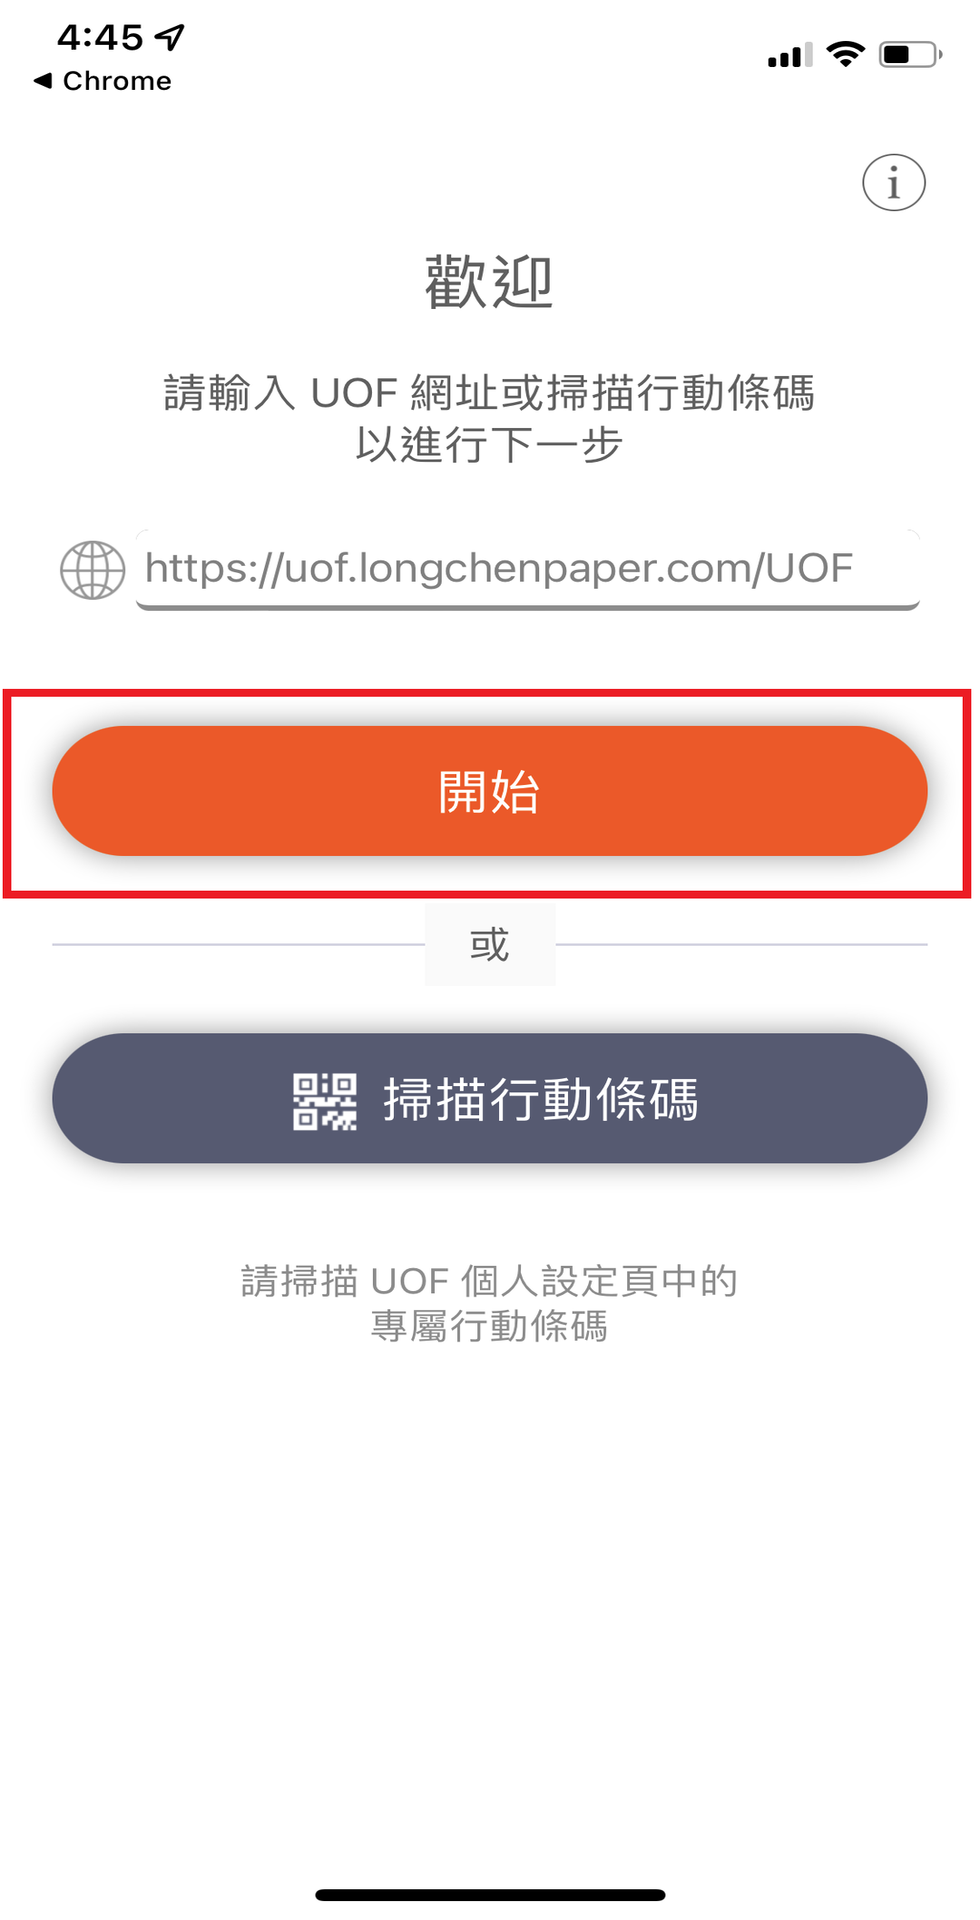 4:45
◀ Chrome
i
歡迎
請輸入 UOF 網址或掃描行動條碼
以進行下一步
https://uof.longchenpaper.com/UOF
開始
或
掃描行動條碼
請掃描 UOF 個人設定頁中的
專屬行動條碼